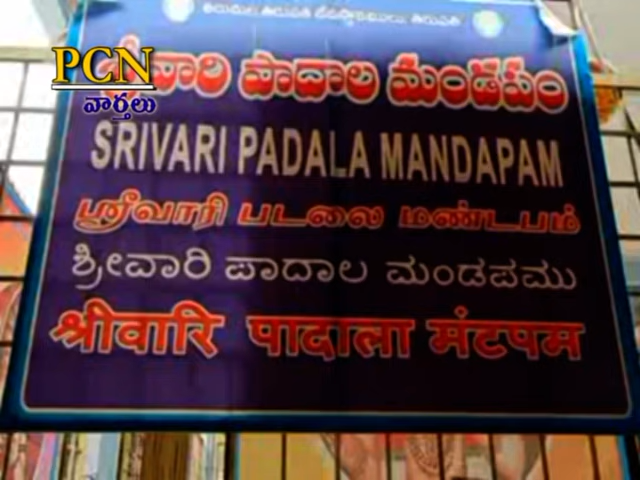 PCN
వార్తలు
శ్రీవారి పాదాల మండపం
SRIVARI PADALA MANDAPAM
ஸ்ரீவாரி படலை மண்டபம்
ಶ್ರೀವಾರಿ ಪಾದಾಲ ಮಂಡಪಮು
श्रीवारि पादाला मंटपम